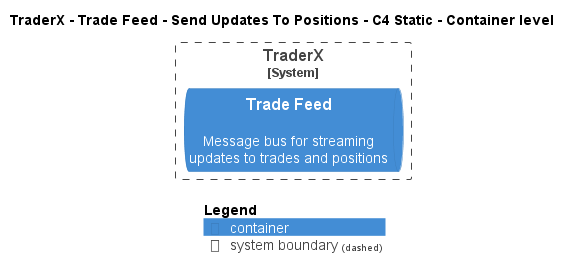 TraderX - Trade Feed - Send Updates To Positions - C4 Static - Container level
TraderX
[System]
Trade Feed
Message bus for streaming
updates to trades and positions
Legend
container
system boundary (dashed)